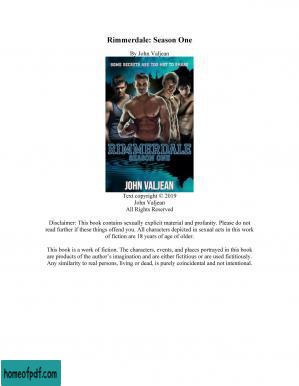 Rimmerdale: Season One
By John Valjean
SOME SECRETS ARE TOO HOT TO SHARE
RIMMERDALE
SEASON ONE
JOHN VALJEAN
Text copyright © 2019
John Valjean
All Rights Reserved
Disclaimer: This book contains sexually explicit material and profanity. Please do not
read further if these things offend you. All characters depicted in sexual acts in this work
of fiction are 18 years of age of older.
This book is a work of fiction. The characters, events, and places portrayed in this book
are products of the author's imagination and are either fictitious or are used fictitiously.
Any similarity to real persons, living or dead, is purely coincidental and not intentional.
homeofpdf.com